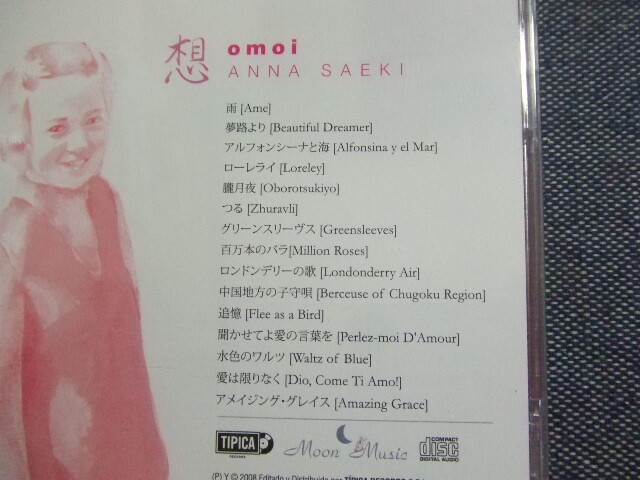 想 omoi
ANNA SAEKI
雨 [Ame]
夢路より [Beautiful Dreamer]
アルフォンシーナと海 [Alfonsina y el Mar]
ローレライ [Loreley]
朧月夜 [Oborotsukiyo]
つる [Zhuravli]
グリーンスリーヴス [Greensleeves]
百万本のバラ[Million Roses]
ロンドンデリーの歌 [Londonderry Air]
中国地方の子守唄 [Berceuse of Chugoku Region]
追憶 [Flee as a Bird]
聞かせてよ愛の言葉を [Perlez-moi D'Amour]
水色のワルツ [Waltz of Blue]
愛は限りなく [Dio, Come Ti Amo!]
アメイジング・グレイス [Amazing Grace]
TIPICA RECORDS Moon Music COMPACT disc DIGITAL AUDIO
(P) Y © 2008 Editado y Distribuido por TIPICA RECORDS